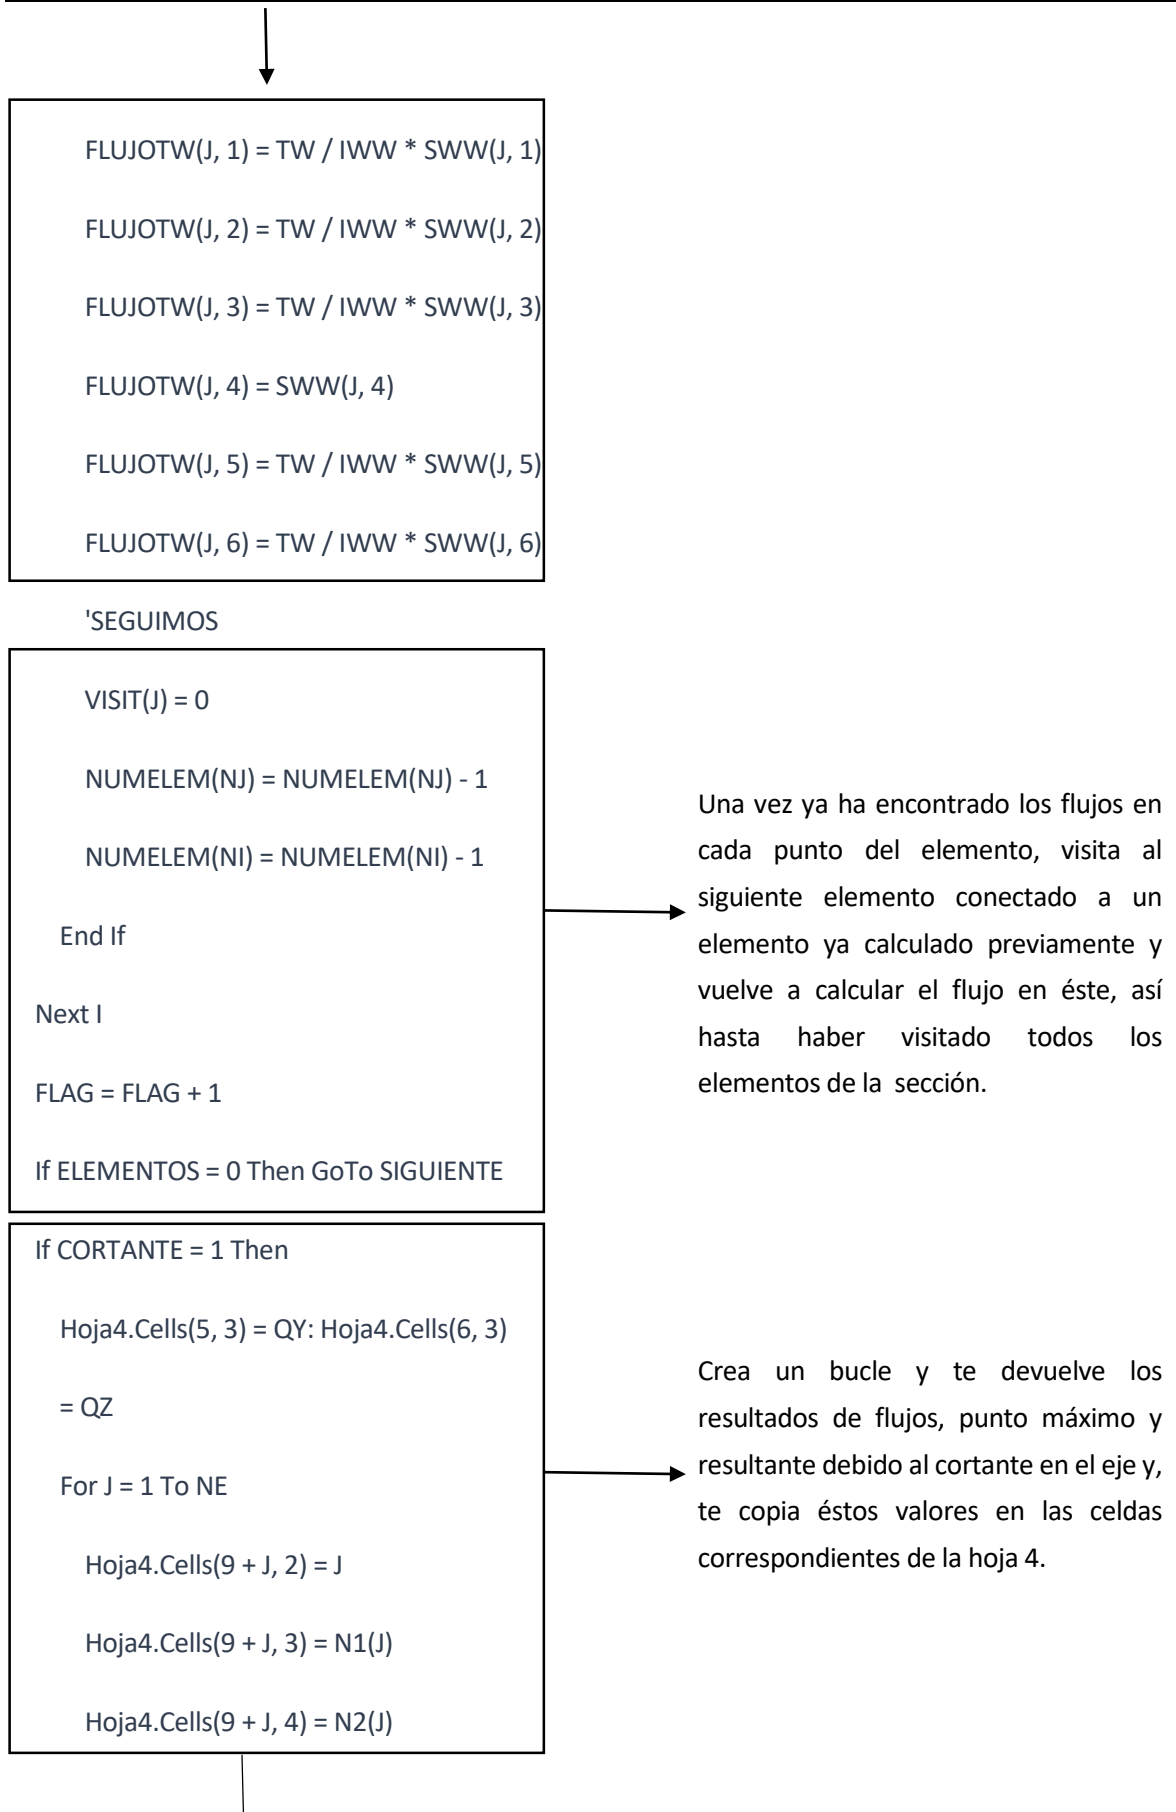 FLUJOTW(J, 1) = TW / IWW * SWW(J, 1)
FLUJOTW(J, 2) = TW / IWW * SWW(J, 2)
FLUJOTW(J, 3) = TW / IWW * SWW(J, 3)
FLUJOTW(J, 4) = SWW(J, 4)
FLUJOTW(J, 5) = TW / IWW * SWW(J, 5)
FLUJOTW(J, 6) = TW / IWW * SWW(J, 6)
'SEGUIMOS
VISIT(J) = 0
NUMELEM(NJ) = NUMELEM(NJ) - 1
NUMELEM(NI) = NUMELEM(NI) - 1
End If
Next I
FLAG = FLAG + 1
If ELEMENTOS = 0 Then GoTo SIGUIENTE
Una vez ya ha encontrado los flujos en
cada punto del elemento, visita al
siguiente elemento conectado a un
elemento ya calculado previamente y
vuelve a calcular el flujo en éste, así
hasta haber visitado todos los
elementos de la sección.
If CORTANTE = 1 Then
Hoja4.Cells(5, 3) = QY: Hoja4.Cells(6, 3)
= QZ
For J = 1 To NE
Hoja4.Cells(9 + J, 2) = J
Hoja4.Cells(9 + J, 3) = N1(J)
Hoja4.Cells(9 + J, 4) = N2(J)
Crea un bucle y te devuelve los
resultados de flujos, punto máximo y
resultante debido al cortante en el eje y,
te copia éstos valores en las celdas
correspondientes de la hoja 4.